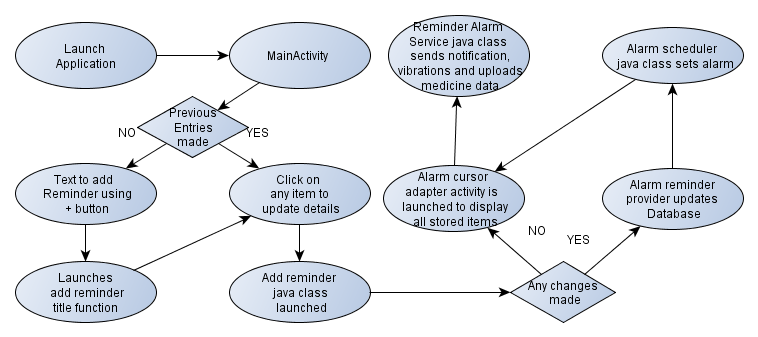 Launch
Application
MainActivity
Previous
Entries
made
NO
YES
Text to add
Reminder using
+ button
Click on
any item to
update details
Launches
add reminder
title function
Add reminder
java class
launched
Reminder Alarm
Service java class
sends notification,
vibrations and uploads
medicine data
Alarm scheduler
java class sets alarm
Alarm cursor
adapter activity is
launched to display
all stored items
Alarm reminder
provider updates
Database
NO
YES
Any changes
made